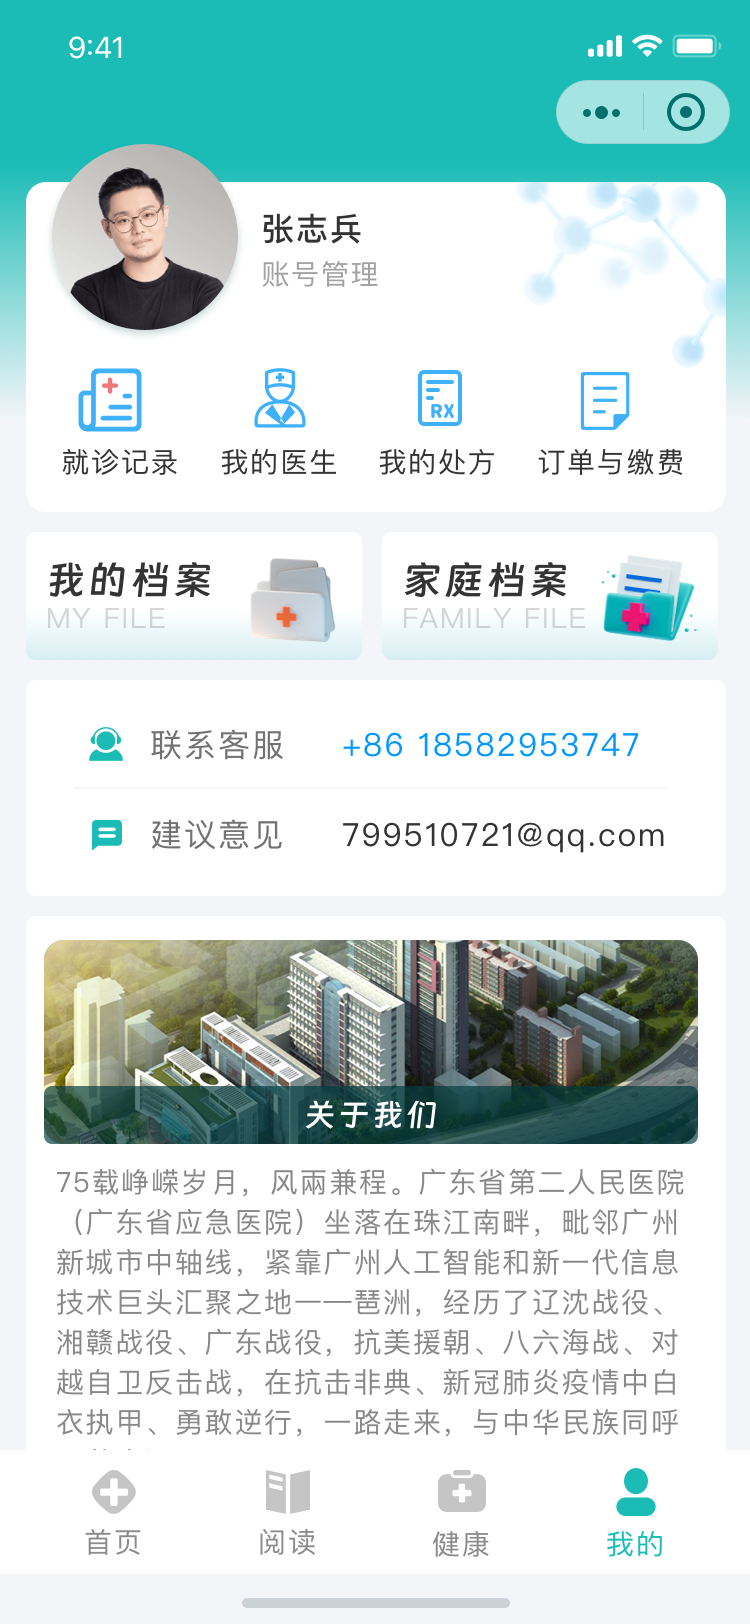 9:41
张志兵
账号管理
RX
就诊记录 我的医生 我的处方 订单与缴费
我的档案 家庭档案
MY FILE FAMILY FILE
联系客服 +86 18582953747
建议意见 799510721@qq.com
关于我们
75载峥嵘岁月，风雨兼程。广东省第二人民医院
（广东省应急医院）坐落在珠江南畔，毗邻广州
新城市中轴线，紧靠广州人工智能和新一代信息
技术巨头汇聚之地一一琶洲，经历了辽沈战役、
湘赣战役、广东战役，抗美援朝、八六海战、对
越自卫反击战，在抗击非典、新冠肺炎疫情中白
衣执甲、勇敢逆行，一路走来，与中华民族同呼
首页 阅读 健康 我的